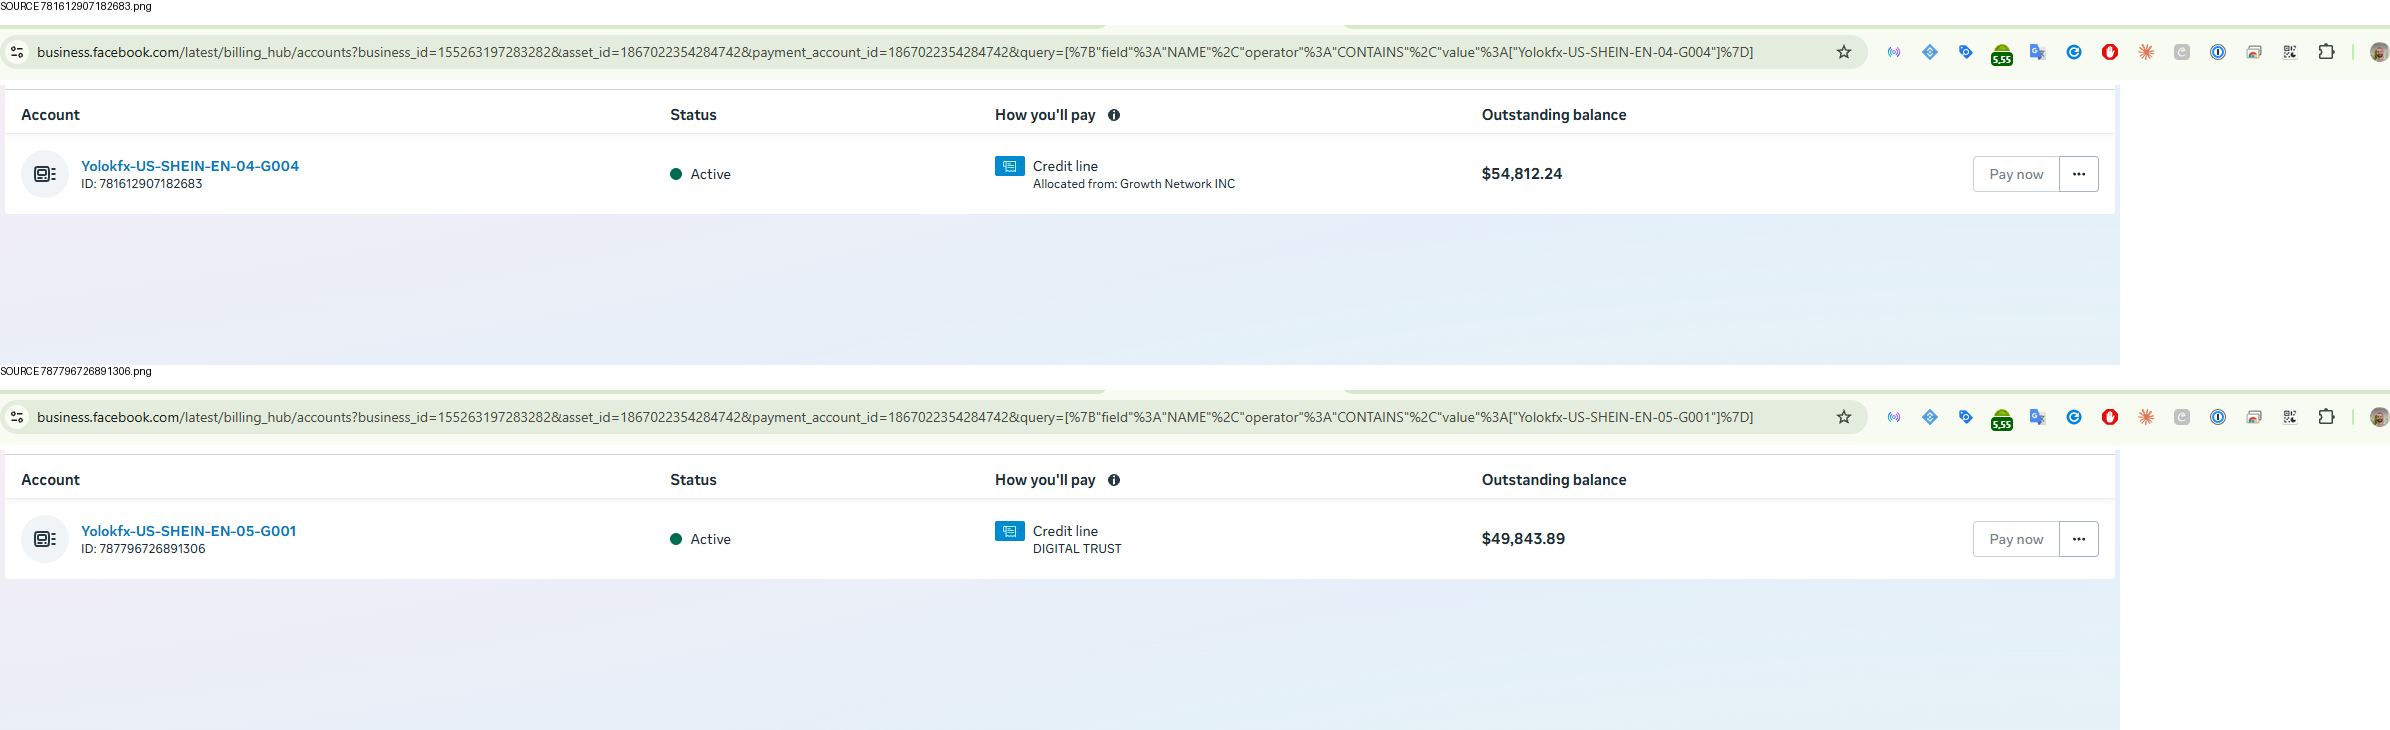 SOURCE 781612907182683.png
business.facebook.com/latest/billing_hub/accounts?business_id=155263197283282&asset_id=1867022354284742&payment_account_id=1867022354284742&query=[%7B"field"%3A"NAME"%2C"operator"%3A"CONTAINS"%2C"value"%3A["Yolokfx-US-SHEIN-EN-04-G004"]%7D]
5,55
Account Status How you'll pay Outstanding balance
Yolokfx-US-SHEIN-EN-04-G004
ID: 781612907182683
Active
Credit line
Allocated from: Growth Network INC
$54,812.24
Pay now
SOURCE 787796726891306.png
business.facebook.com/latest/billing_hub/accounts?business_id=155263197283282&asset_id=1867022354284742&payment_account_id=1867022354284742&query=[%7B"field"%3A"NAME"%2C"operator"%3A"CONTAINS"%2C"value"%3A["Yolokfx-US-SHEIN-EN-05-G001"]%7D]
5,55
Account Status How you'll pay Outstanding balance
Yolokfx-US-SHEIN-EN-05-G001
ID: 787796726891306
Active
Credit line
DIGITAL TRUST
$49,843.89
Pay now